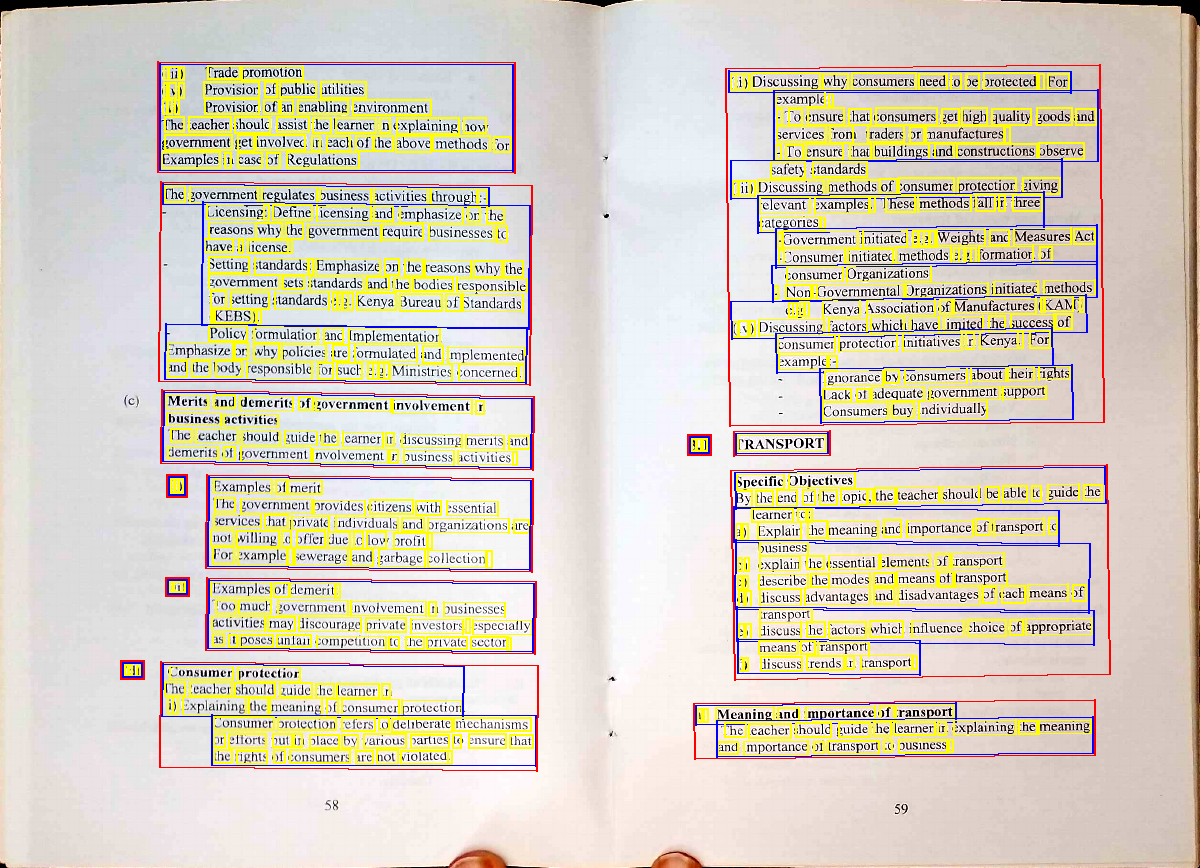 iii) Trade promotion
iv) Provision of public utilities
v) Provision of an enabling environment
The teacher should assist the learner in explaining how
government get involved in each of the above methods for
Examples in case of Regulations
The government regulates business activities through:-
- Licensing: Define licensing and emphasize on the
reasons why the government require businesses to
have a license.
- Setting standards: Emphasize on the reasons why the
government sets standards and the bodies responsible
for setting standards e.g. Kenya Bureau of Standards
(KEBS).
- Policy formulation and Implementation
Emphasize on why policies are formulated and implemented
and the body responsible for such e.g. Ministries concerned.
(c) Merits and demerits of government involvement in
business activities
The teacher should guide the learner in discussing merits and
demerits of government involvement in business activities
i) Examples of merit
The government provides citizens with essential
services that private individuals and organizations are
not willing to offer due to low profit
For example sewerage and garbage collection
ii) Examples of demerit
Too much government involvement in businesses
activities may discourage private investors especially
as it poses unfair competition to the private sector
(d) Consumer protection
The teacher should guide the learner in
i) Explaining the meaning of consumer protection
Consumer protection refers to deliberate mechanisms
or efforts put in place by various parties to ensure that
the rights of consumers are not violated.
58
ii) Discussing why consumers need to be protected. For
example
- To ensure that consumers get high quality goods and
services from traders or manufactures
- To ensure that buildings and constructions observe
safety standards
iii) Discussing methods of consumer protection giving
relevant examples. These methods fall in three
categories
-Government initiated e.g. Weights and Measures Act
-Consumer initiated methods e.g. formation of
consumer Organizations
- Non-Governmental Organizations initiated methods
e.g. Kenya Association of Manufactures (KAM)
iv) Discussing factors which have limited the success of
consumer protection initiatives in Kenya. For
example:-
- Ignorance by consumers about their rights
- Lack of adequate government support
- Consumers buy individually
TRANSPORT
Specific Objectives
By the end of the topic, the teacher should be able to guide the
learner to:
a) Explain the meaning and importance of transport to
business
b) explain the essential elements of transport
c) describe the modes and means of transport
d) discuss advantages and disadvantages of each means of
transport
e) discuss the factors which influence choice of appropriate
means of transport
f) discuss trends in transport
Meaning and importance of transport
The teacher should guide the learner in explaining the meaning
and importance of transport to business
59